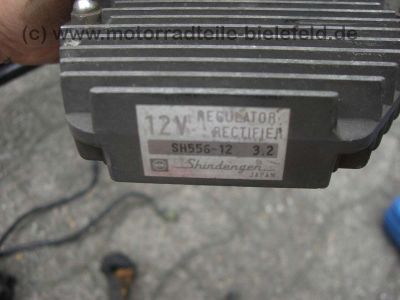 (c) www.motorradteile-bielefeld.de
12V REGULATOR
RECTIFIER
SH556-12 3.2
Shindengen
JAPAN